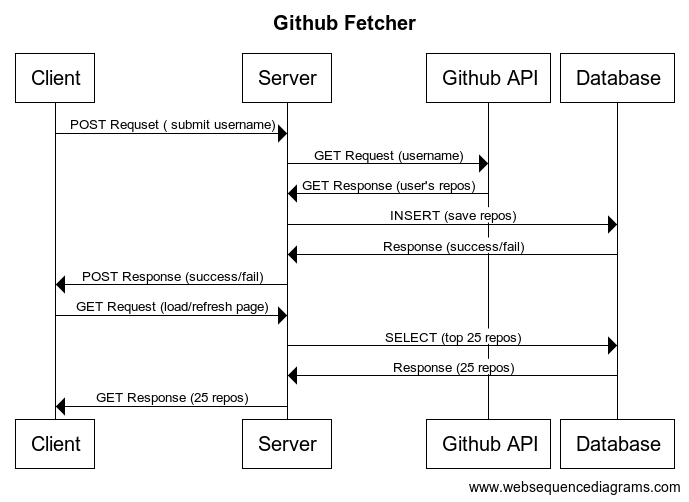 Github Fetcher
Client Server Github API Database
POST Requset ( submit username)
GET Request (username)
GET Response (user's repos)
INSERT (save repos)
Response (success/fail)
POST Response (success/fail)
GET Request (load/refresh page)
SELECT (top 25 repos)
Response (25 repos)
GET Response (25 repos)
Client Server Github API Database
www.websequencediagrams.com